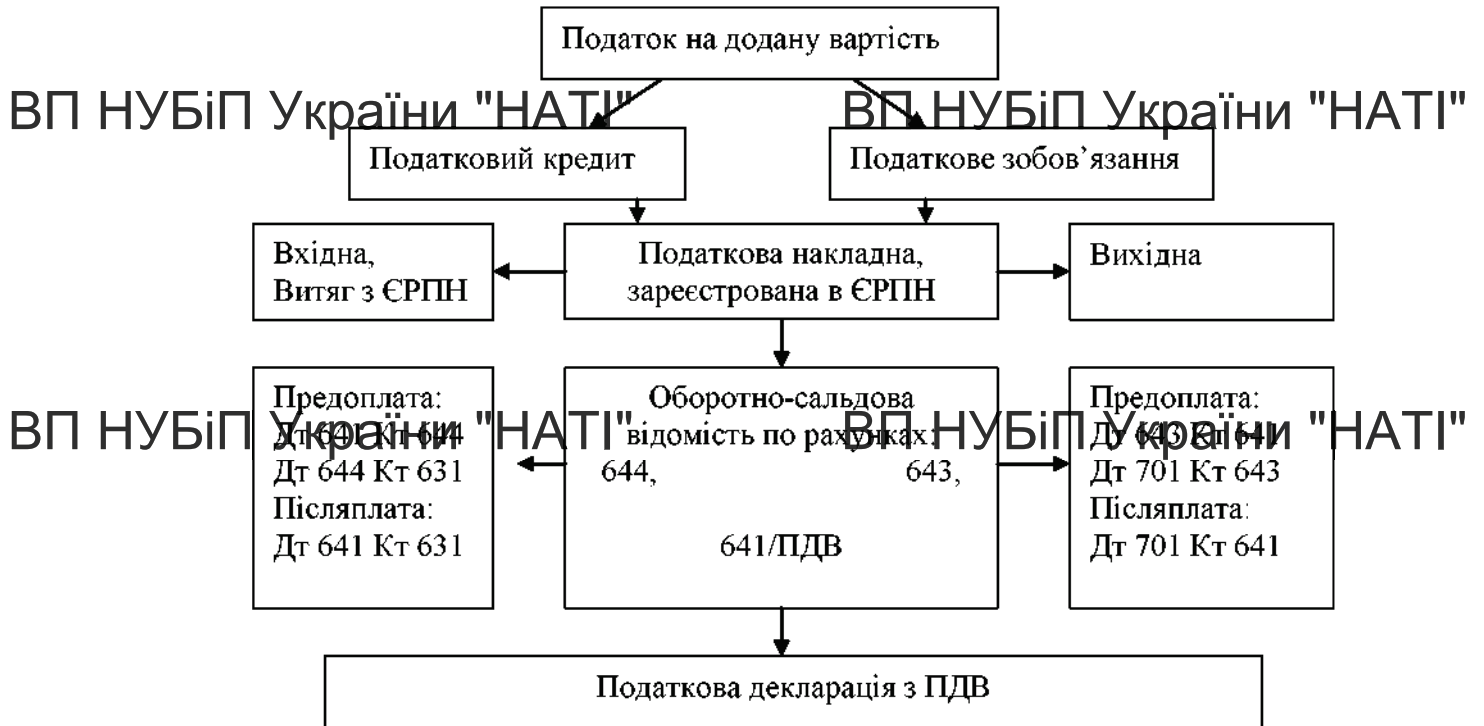 Податок на додану вартість
ВП НУБіП України "НАТІ"
ВП НУБіП України "НАТІ"
Податковий кредит
Податкове зобов’язання
Вхідна,
Витяг з ЄРПН
Податкова накладна,
зареєстрована в ЄРПН
Вихідна
Предоплата:
Дт 641 Кт 644
Дт 644 Кт 631
Післяплата:
Дт 641 Кт 631
Оборотно-сальдова
відомість по рахунках:
644, 643,
641/ПДВ
Предоплата:
Дт 643 Кт 641
Дт 701 Кт 643
Післяплата:
Дт 701 Кт 641
ВП НУБіП України "НАТІ"
ВП НУБіП України "НАТІ"
Податкова декларація з ПДВ